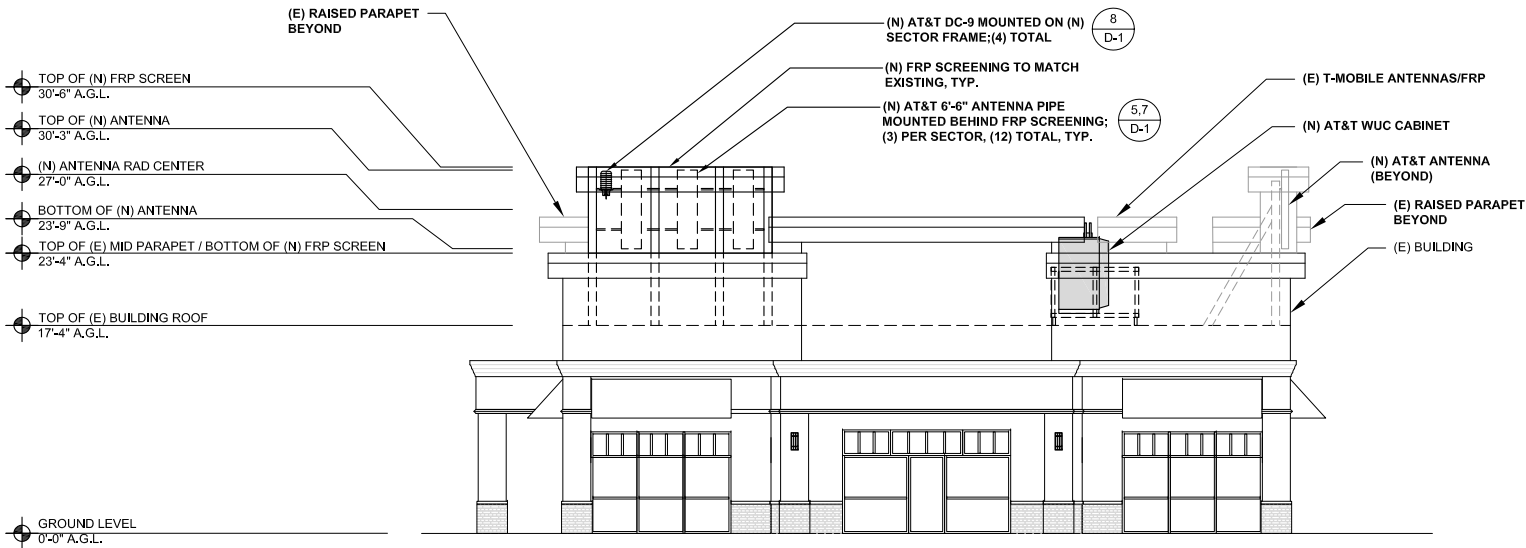 (E) RAISED PARAPET
BEYOND
(N) AT&T DC-9 MOUNTED ON (N)
SECTOR FRAME;(4) TOTAL
8
D-1
(N) FRP SCREENING TO MATCH
EXISTING, TYP.
(N) AT&T 6'-6" ANTENNA PIPE
MOUNTED BEHIND FRP SCREENING;
(3) PER SECTOR, (12) TOTAL, TYP.
5,7
D-1
(E) T-MOBILE ANTENNAS/FRP
(N) AT&T WUC CABINET
(N) AT&T ANTENNA
(BEYOND)
(E) RAISED PARAPET
BEYOND
(E) BUILDING
TOP OF (N) FRP SCREEN
30'-6" A.G.L.
TOP OF (N) ANTENNA
30'-3" A.G.L.
(N) ANTENNA RAD CENTER
27'-0" A.G.L.
BOTTOM OF (N) ANTENNA
23'-9" A.G.L.
TOP OF (E) MID PARAPET / BOTTOM OF (N) FRP SCREEN
23'-4" A.G.L.
TOP OF (E) BUILDING ROOF
17'-4" A.G.L.
GROUND LEVEL
0'-0" A.G.L.